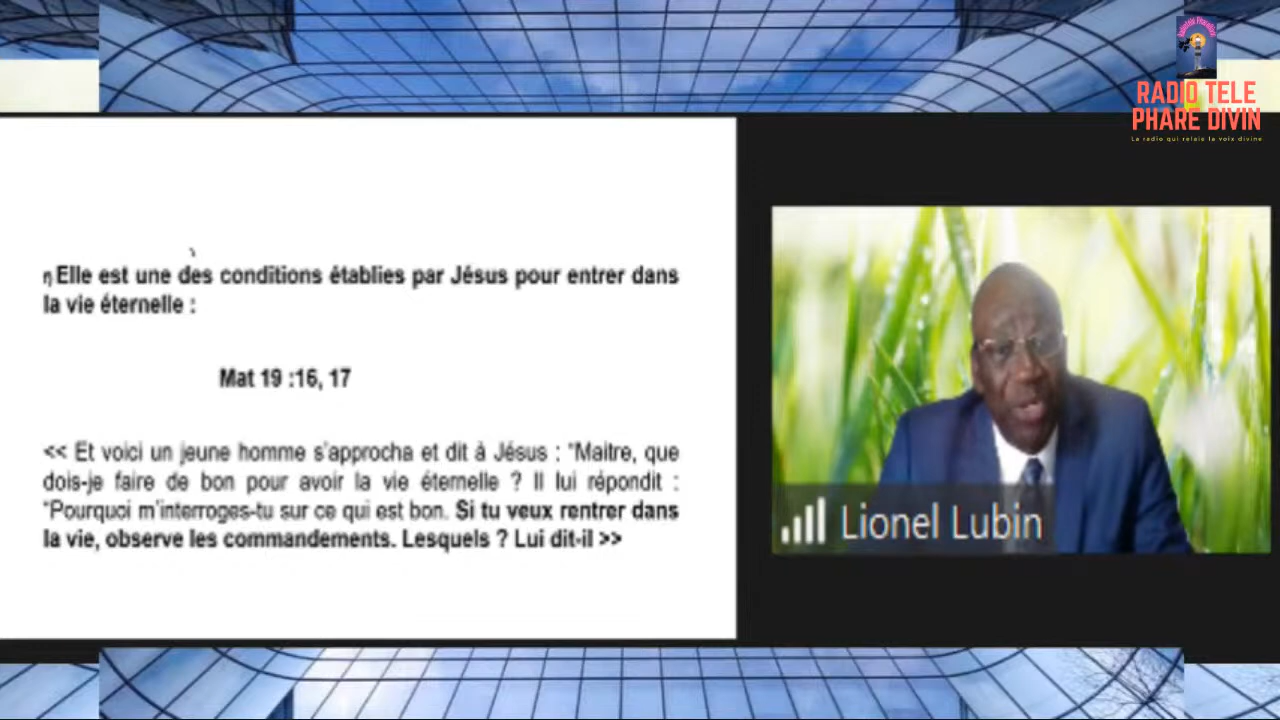 RADIO TELE
PHARE DIVIN
La radio qui relaie la voix divine
Elle est une des conditions établies par Jésus pour entrer dans
la vie éternelle :
Mat 19 :16, 17
<< Et voici un jeune homme s'approcha et dit à Jésus : "Maitre, que
dois-je faire de bon pour avoir la vie éternelle ? Il lui répondit :
"Pourquoi m'interroges-tu sur ce qui est bon. Si tu veux rentrer dans
la vie, observe les commandements. Lesquels ? Lui dit-il >>
Lionel Lubin